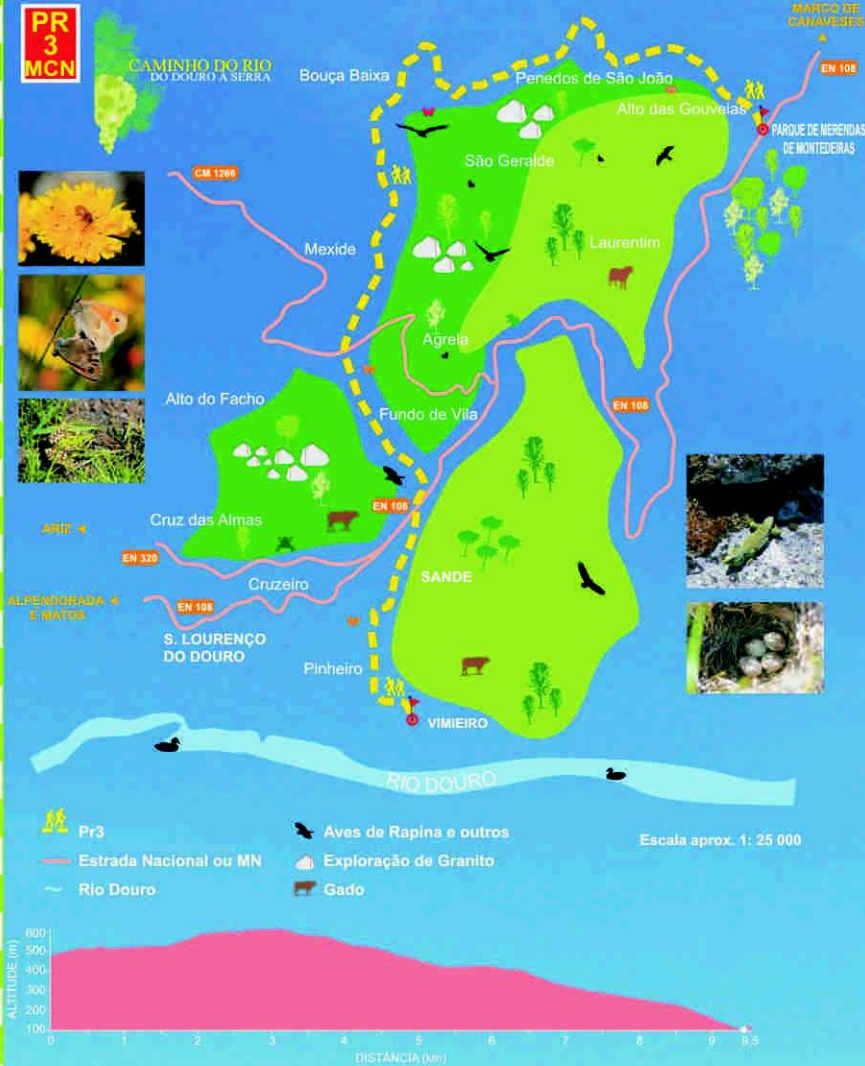 PR
3
MCN
CAMINHO DO RIO
DO DOURO À SERRA
MARCO DE
CANAVESES
EN 108
Bouça Baixa
Penedos de São João
Alto das Gouveias
PARQUE DE MERENDAS
DE MONTEDEIRAS
São Geralde
CM 1266
Mexide
Laurentim
Agrela
Alto do Facho
Fundo de Vila
EN 108
EN 108
Cruz das Almas
ARIZ
EN 320
Cruzeiro
SANDE
ALPENDORADA
E MATOS
EN 108
S. LOURENÇO
DO DOURO
Pinheiro
VIMIEIRO
RIO DOURO
Pr3
Estrada Nacional ou MN
Rio Douro
Aves de Rapina e outros
Exploração de Granito
Gado
Escala aprox. 1: 25 000
ALTITUDE (m)
600
500
400
300
200
100
0 1 2 3 4 5 6 7 8 9 9,5
DISTÂNCIA (km)